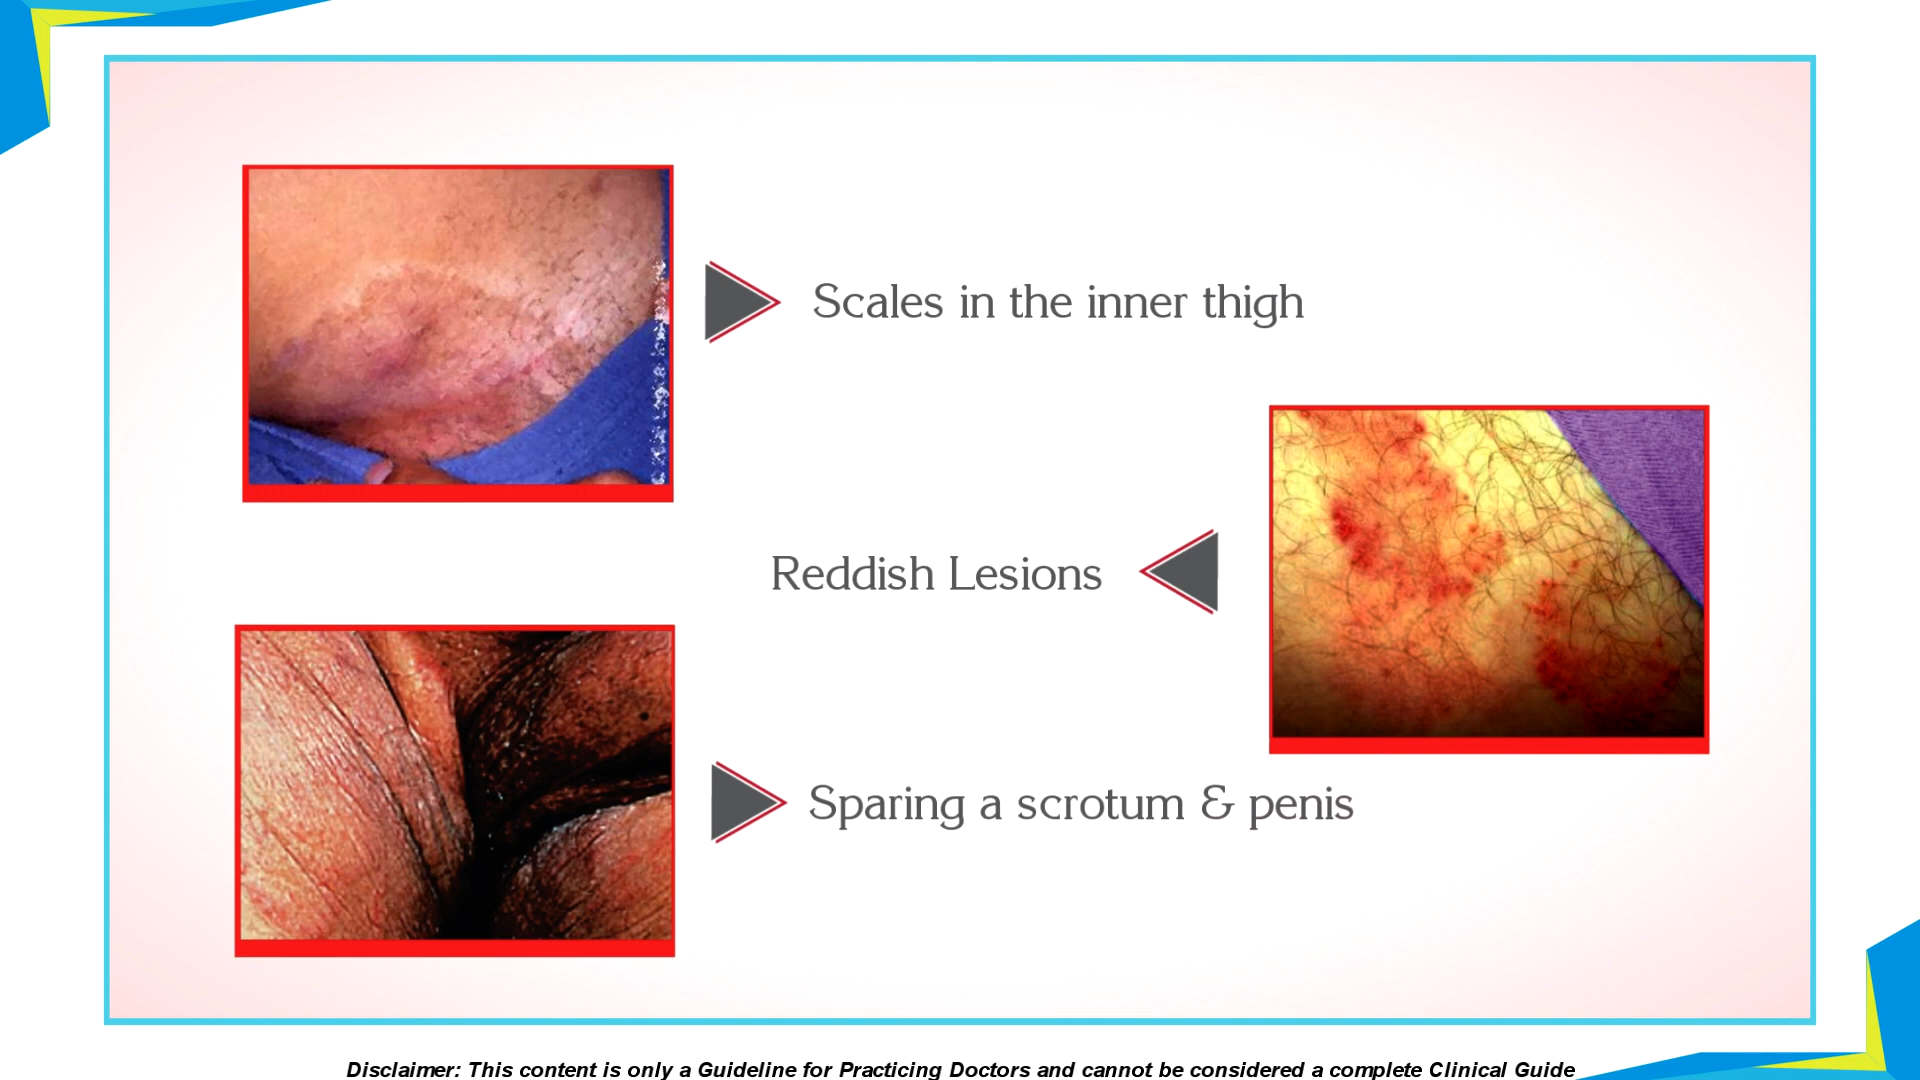 Scales in the inner thigh
Reddish Lesions
Sparing a scrotum & penis
Disclaimer: This content is only a Guideline for Practicing Doctors and cannot be considered a complete Clinical Guide